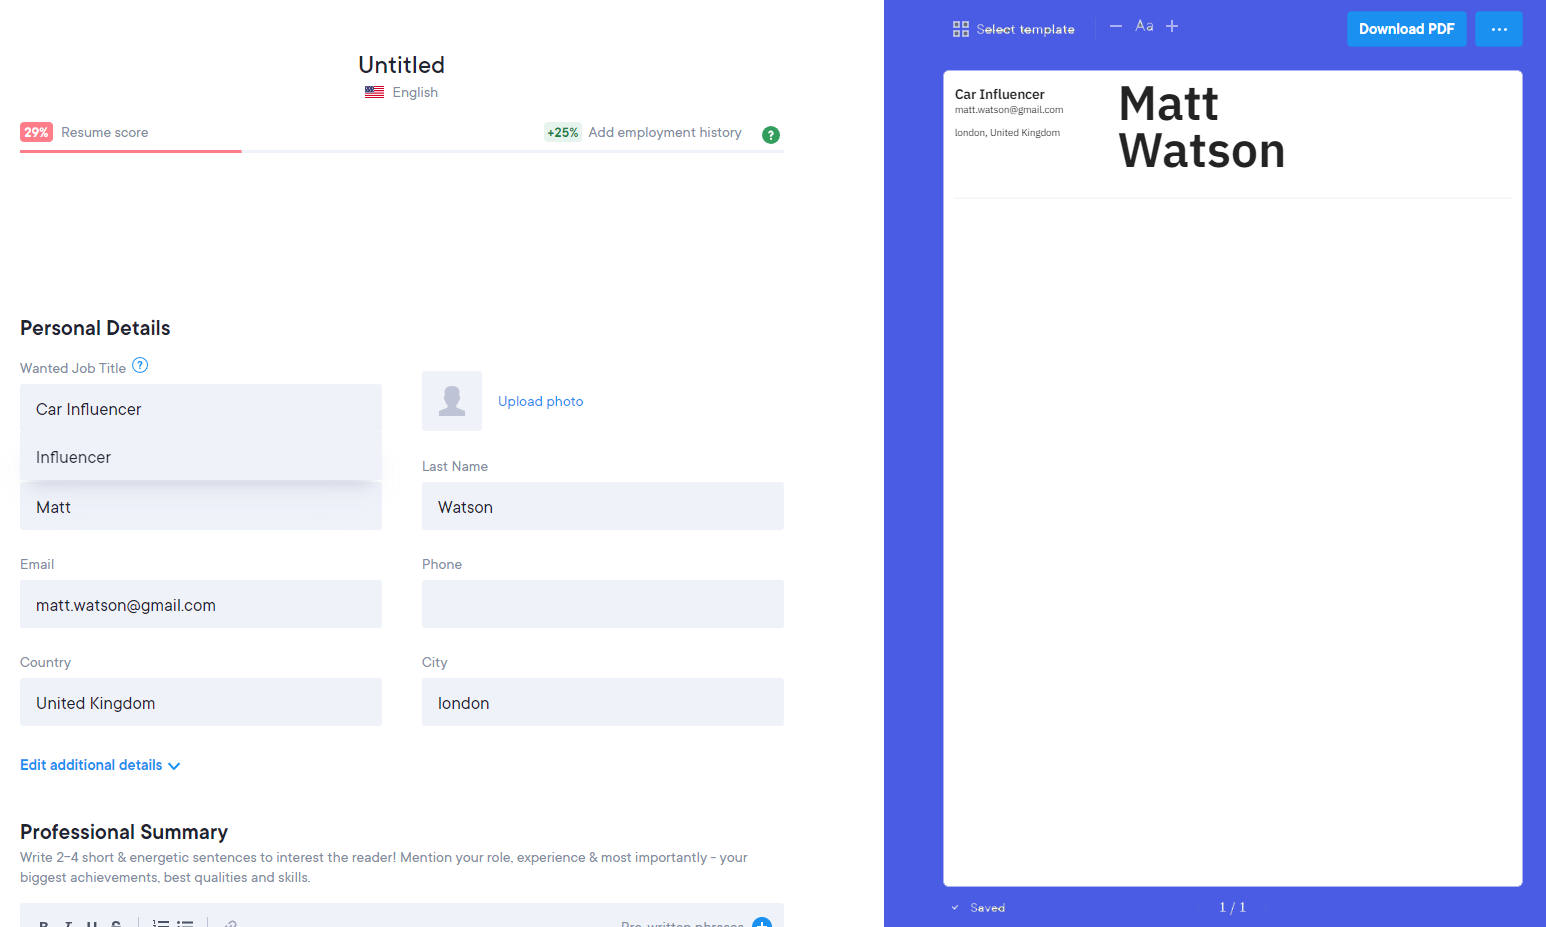 Untitled
English
29% Resume score
+25% Add employment history ?
Personal Details
Wanted Job Title ?
Car Influencer
Influencer
Upload photo
Last Name
Matt
Watson
Email
Phone
matt.watson@gmail.com
Country
City
United Kingdom
london
Edit additional details
Professional Summary
Write 2-4 short & energetic sentences to interest the reader! Mention your role, experience & most importantly - your
biggest achievements, best qualities and skills.
B I U S
Pre-written phrases
Select template
Aa
Download PDF
...
Car Influencer
matt.watson@gmail.com
london, United Kingdom
Matt
Watson
Saved
1 / 1